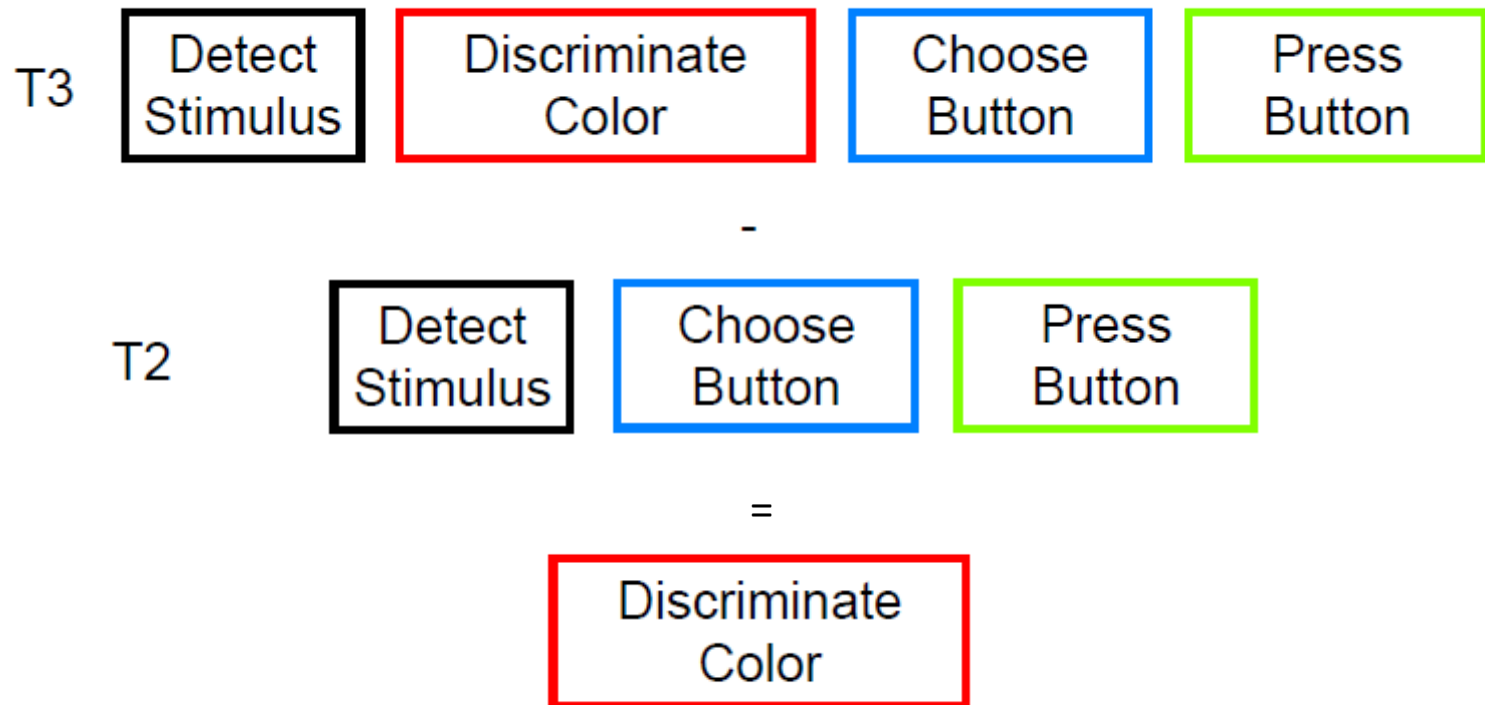 T3
Detect
Stimulus
Discriminate
Color
Choose
Button
Press
Button
-
T2
Detect
Stimulus
Choose
Button
Press
Button
=
Discriminate
Color